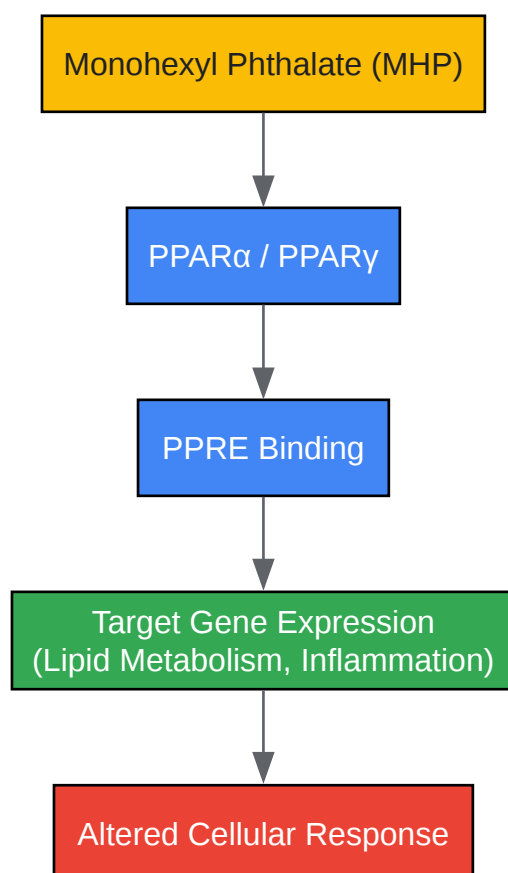 Monohexyl Phthalate (MHP)
PPARα / PPARγ
PPRE Binding
Target Gene Expression
(Lipid Metabolism, Inflammation)
Altered Cellular Response